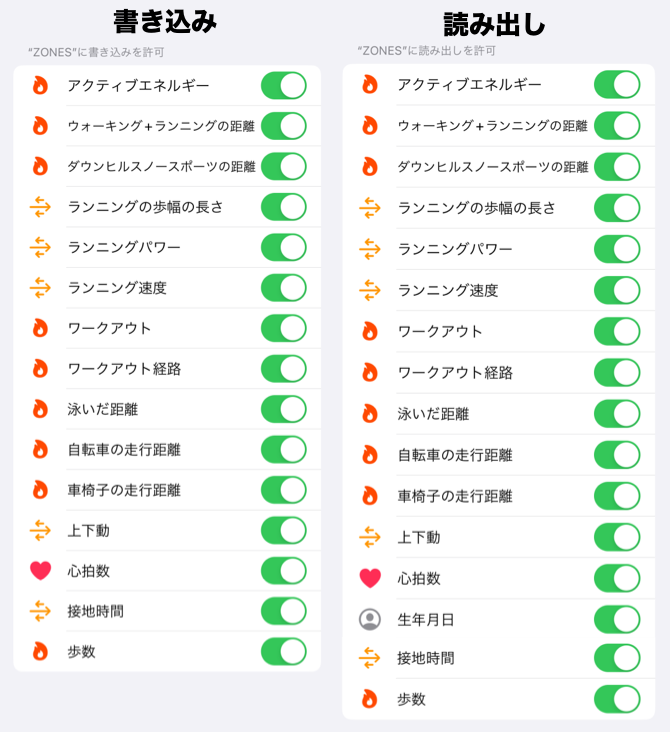 書き込み
“ZONES”に書き込みを許可
アクティブエネルギー
ウォーキング+ランニングの距離
ダウンヒルスノースポーツの距離
ランニングの歩幅の長さ
ランニングパワー
ランニング速度
ワークアウト
ワークアウト経路
泳いだ距離
自転車の走行距離
車椅子の走行距離
上下動
心拍数
接地時間
歩数
読み出し
“ZONES”に読み出しを許可
アクティブエネルギー
ウォーキング+ランニングの距離
ダウンヒルスノースポーツの距離
ランニングの歩幅の長さ
ランニングパワー
ランニング速度
ワークアウト
ワークアウト経路
泳いだ距離
自転車の走行距離
車椅子の走行距離
上下動
心拍数
生年月日
接地時間
歩数